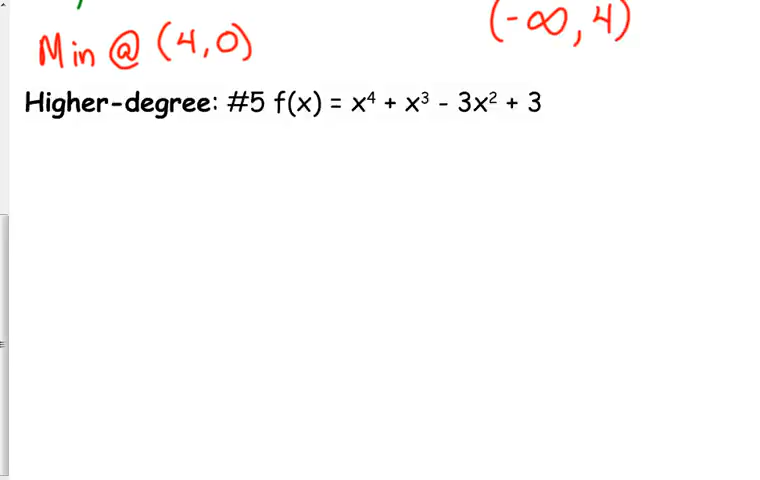 (-∞, 4)
Min @ (4,0)
Higher-degree: #5 f(x) = x⁴ + x³ - 3x² + 3